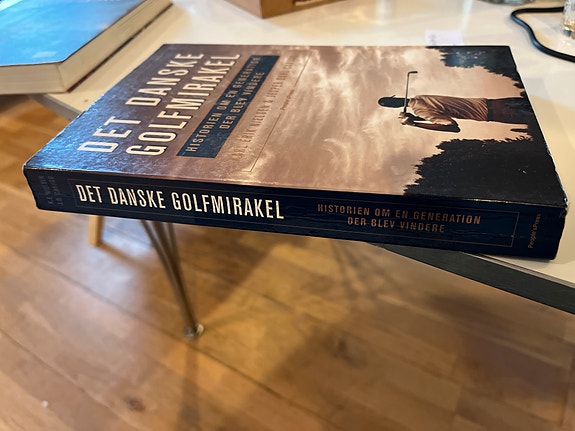 DET DANSKE
GOLFMIRAKEL
HISTORIEN OM EN GENERATION
DER BLEV VINDERE
DET DANSKE GOLFMIRAKEL
HISTORIEN OM EN GENERATION
DER BLEV VINDERE
PeoplesPress